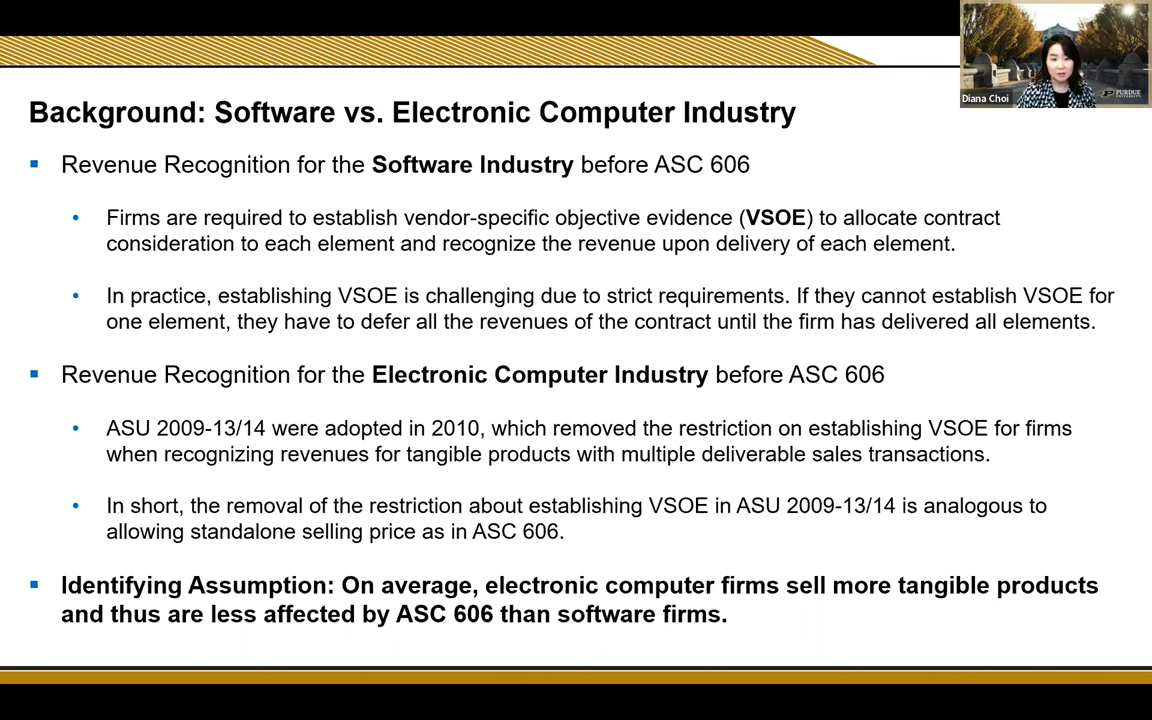 Diana Choi
PURDUE
UNIVERSITY
Background: Software vs. Electronic Computer Industry
Revenue Recognition for the Software Industry before ASC 606
Firms are required to establish vendor-specific objective evidence (VSOE) to allocate contract
consideration to each element and recognize the revenue upon delivery of each element.
In practice, establishing VSOE is challenging due to strict requirements. If they cannot establish VSOE for
one element, they have to defer all the revenues of the contract until the firm has delivered all elements.
Revenue Recognition for the Electronic Computer Industry before ASC 606
ASU 2009-13/14 were adopted in 2010, which removed the restriction on establishing VSOE for firms
when recognizing revenues for tangible products with multiple deliverable sales transactions.
In short, the removal of the restriction about establishing VSOE in ASU 2009-13/14 is analogous to
allowing standalone selling price as in ASC 606.
Identifying Assumption: On average, electronic computer firms sell more tangible products
and thus are less affected by ASC 606 than software firms.